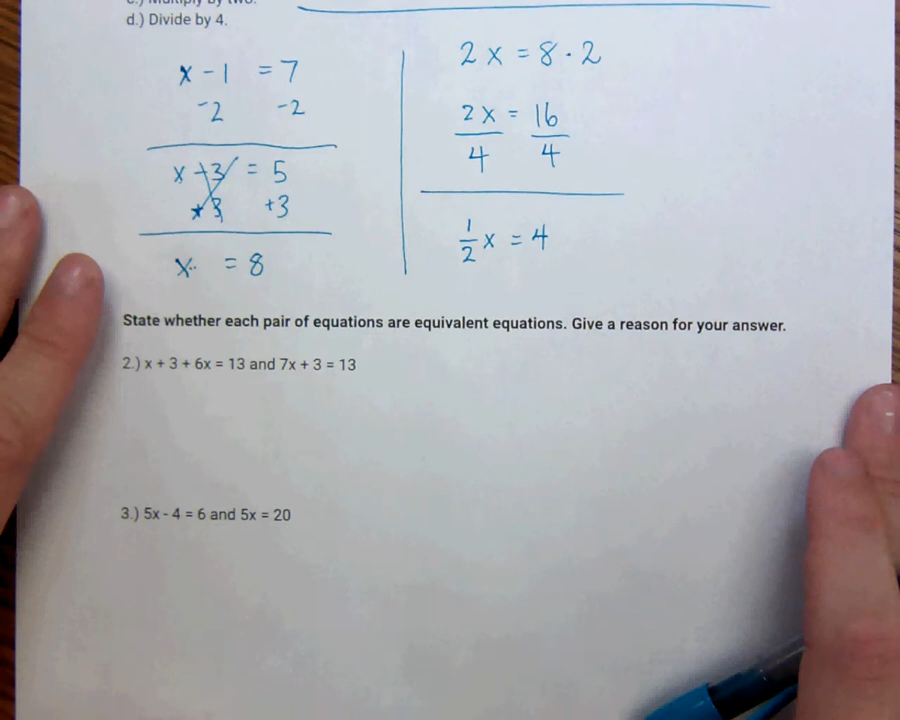 d.) Divide by 4.
x - 1 = 7
-2 -2
x + 3 = 5
+3 +3
x = 8
2x = 8 · 2
2x = 16
4 4
1/2 x = 4
State whether each pair of equations are equivalent equations. Give a reason for your answer.
2.) x + 3 + 6x = 13 and 7x + 3 = 13
3.) 5x - 4 = 6 and 5x = 20